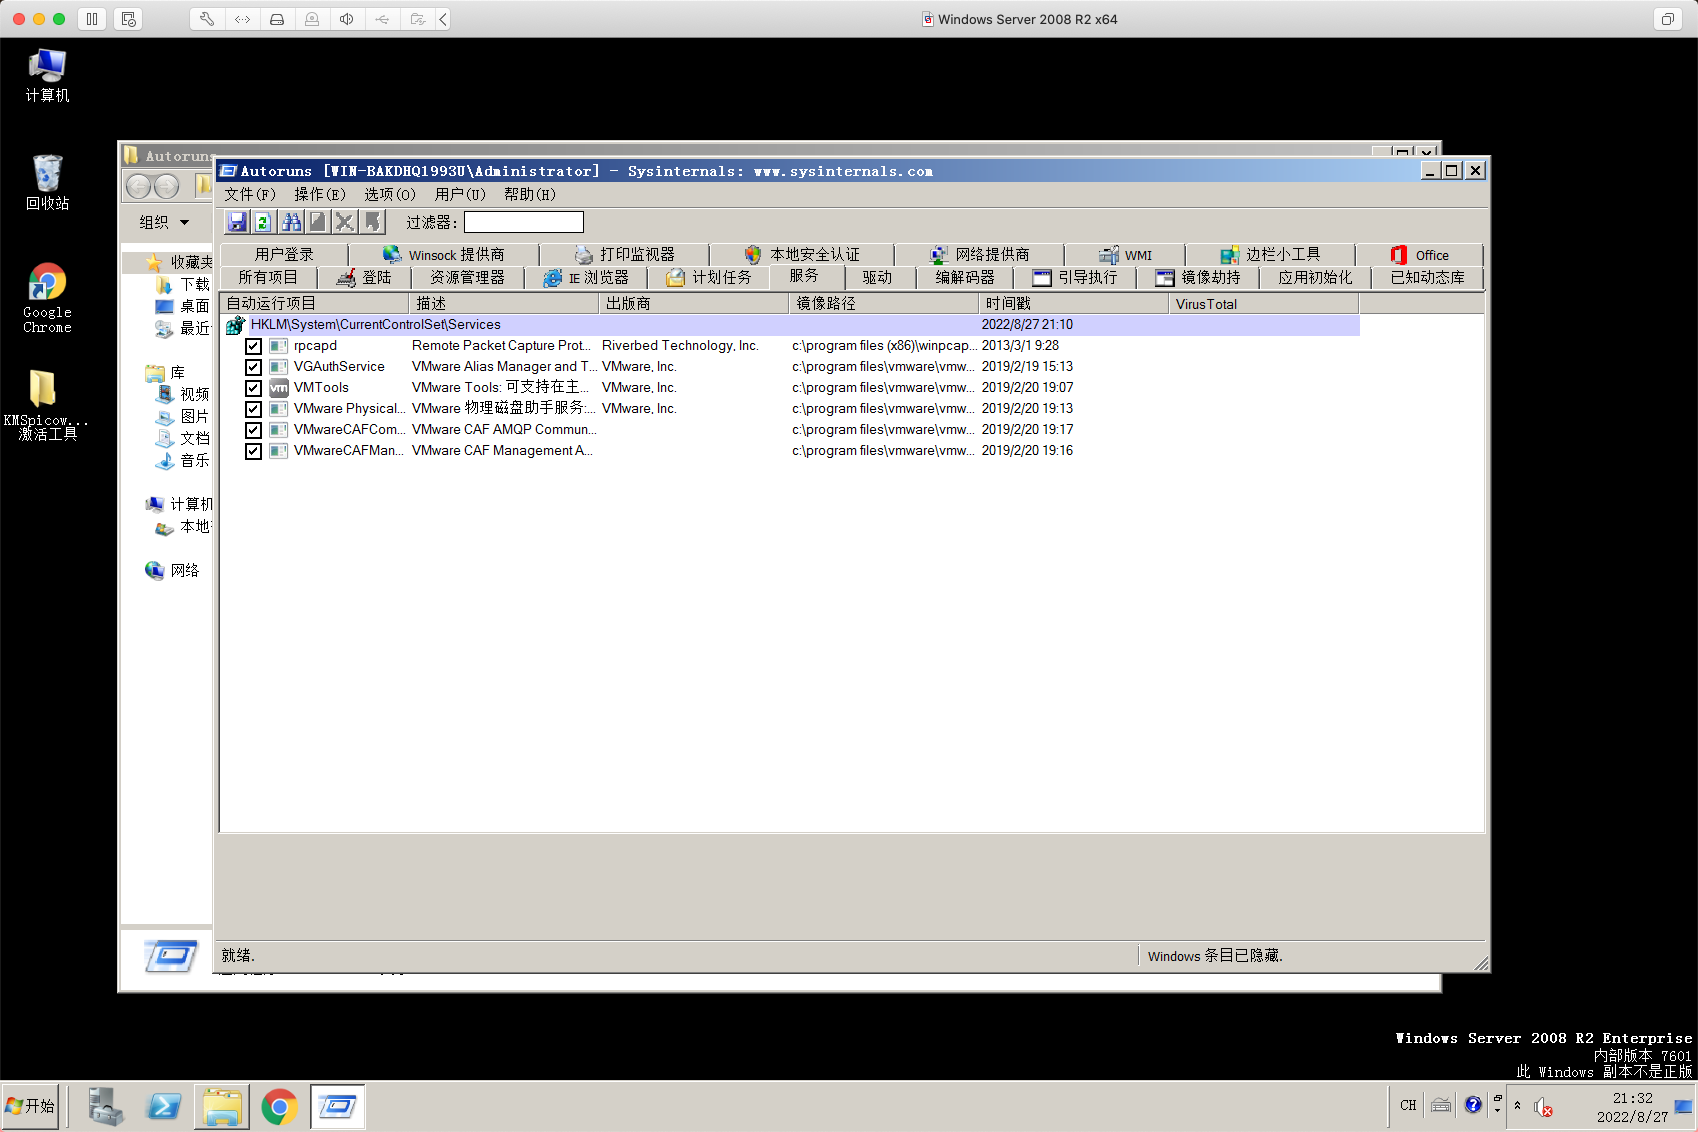 Windows Server 2008 R2 x64
计算机
回收站
Google
Chrome
KMSpicow...
激活工具
Autoruns
组织
收藏夹
下载
桌面
库
视频
图片
文档
音乐
计算机
网络
Autoruns [WIN-BAKDHQ1993U\Administrator] - Sysinternals: www.sysinternals.com
文件(F) 操作(E) 选项(O) 用户(U) 帮助(H)
过滤器:
用户登录 Winsock 提供商 打印监视器 本地安全认证 网络提供商 WMI 边栏小工具 Office
所有项目 登陆 资源管理器 IE 浏览器 计划任务 服务 驱动 编解码器 引导执行 镜像劫持 应用初始化 已知动态库
自动运行项目 描述 出版商 镜像路径 时间戳 VirusTotal
HKLM\System\CurrentControlSet\Services 2022/8/27 21:10
rpcapd Remote Packet Capture Prot... Riverbed Technology, Inc. c:\program files (x86)\winpcap... 2013/3/1 9:28
VGAuthService VMware Alias Manager and T... VMware, Inc. c:\program files\vmware\vmw... 2019/2/19 15:13
VMTools VMware Tools: 可支持在主... VMware, Inc. c:\program files\vmware\vmw... 2019/2/20 19:07
VMware Physical... VMware 物理磁盘助手服务:... VMware, Inc. c:\program files\vmware\vmw... 2019/2/20 19:13
VMwareCAFCom... VMware CAF AMQP Commun... c:\program files\vmware\vmw... 2019/2/20 19:17
VMwareCAFMan... VMware CAF Management A... c:\program files\vmware\vmw... 2019/2/20 19:16
就绪.
Windows 条目已隐藏.
Windows Server 2008 R2 Enterprise
内部版本 7601
此 Windows 副本不是正版
开始
CH
21:32
2022/8/27